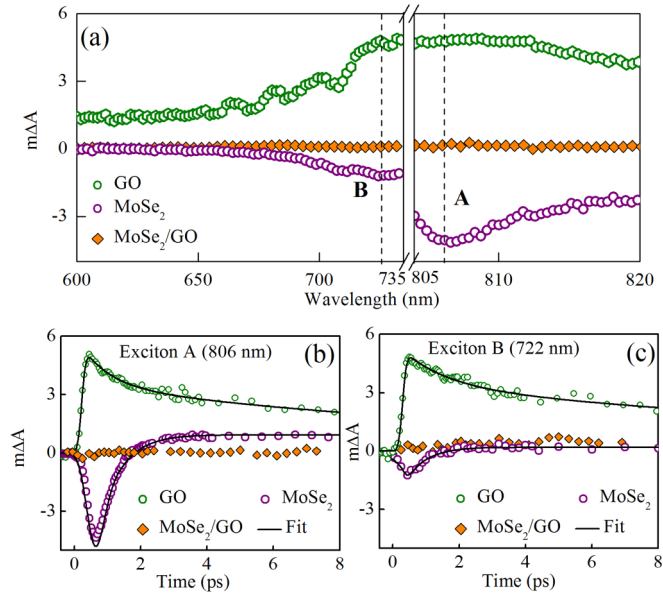 (a)
6
3
0
-3
mΔA
B
A
GO
MoSe2
MoSe2/GO
600 650 700 735 805 810 820
Wavelength (nm)
(b)
Exciton A (806 nm)
6
3
0
-3
mΔA
GO MoSe2
MoSe2/GO Fit
0 2 4 6 8
Time (ps)
(c)
Exciton B (722 nm)
6
3
0
-3
mΔA
GO MoSe2
MoSe2/GO Fit
0 2 4 6 8
Time (ps)